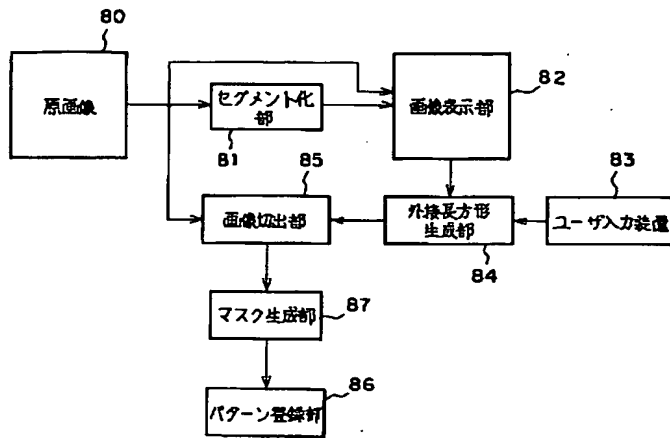 80
原画像
セグメント化
部
81
画像表示部
82
85
画像切出部
外接長方形
生成部
84
83
ユーザ入力装置
マスク生成部
87
パターン登録部
86